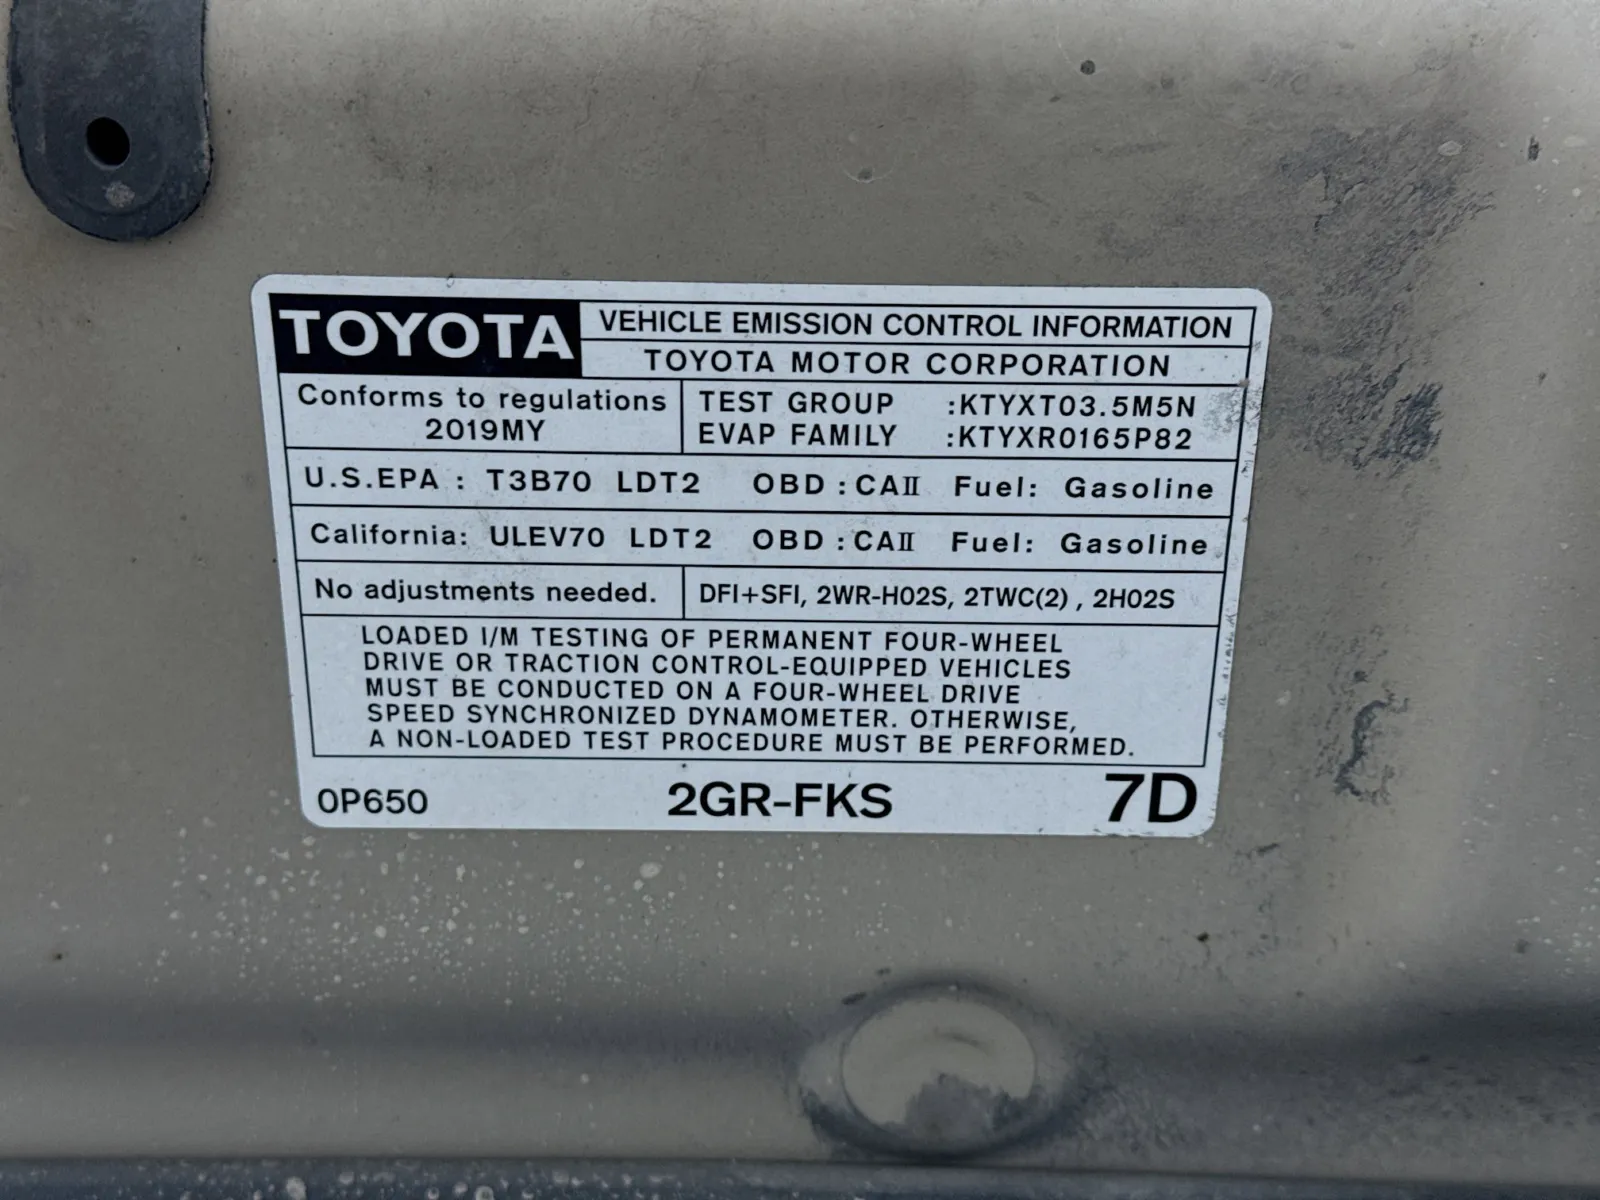 TOYOTA
VEHICLE EMISSION CONTROL INFORMATION
TOYOTA MOTOR CORPORATION
Conforms to regulations
2019MY
TEST GROUP :KTYXT03.5M5N
EVAP FAMILY :KTYXR0165P82
U.S.EPA : T3B70 LDT2 OBD : CAII Fuel: Gasoline
California: ULEV70 LDT2 OBD : CAII Fuel: Gasoline
No adjustments needed.
DFI+SFI, 2WR-HO2S, 2TWC(2) , 2HO2S
LOADED I/M TESTING OF PERMANENT FOUR-WHEEL
DRIVE OR TRACTION CONTROL-EQUIPPED VEHICLES
MUST BE CONDUCTED ON A FOUR-WHEEL DRIVE
SPEED SYNCHRONIZED DYNAMOMETER. OTHERWISE,
A NON-LOADED TEST PROCEDURE MUST BE PERFORMED.
0P650 2GR-FKS 7D